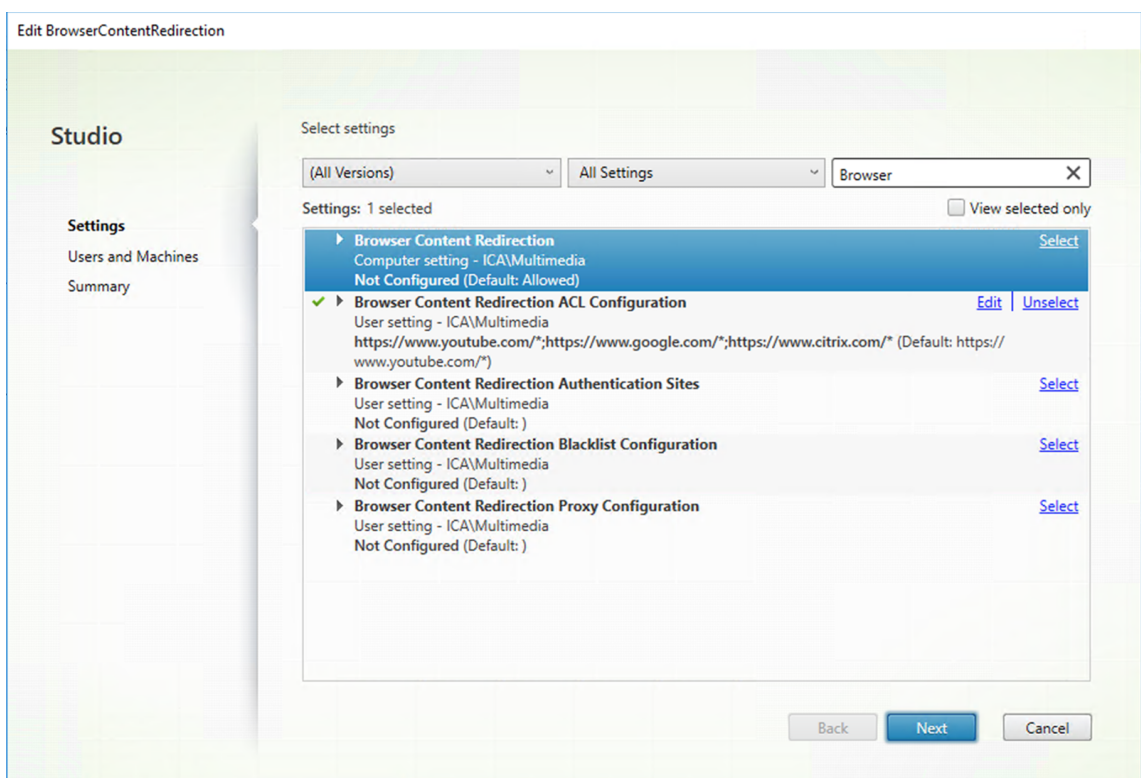 Edit BrowserContentRedirection
Studio
Settings
Users and Machines
Summary
Select settings
(All Versions)
All Settings
Browser
Settings: 1 selected
View selected only
Browser Content Redirection
Select
Computer setting - ICA\Multimedia
Not Configured (Default: Allowed)
Browser Content Redirection ACL Configuration
Edit
Unselect
User setting - ICA\Multimedia
https://www.youtube.com/*;https://www.google.com/*;https://www.citrix.com/* (Default: https://
www.youtube.com/*)
Browser Content Redirection Authentication Sites
Select
User setting - ICA\Multimedia
Not Configured (Default: )
Browser Content Redirection Blacklist Configuration
Select
User setting - ICA\Multimedia
Not Configured (Default: )
Browser Content Redirection Proxy Configuration
Select
User setting - ICA\Multimedia
Not Configured (Default: )
Back
Next
Cancel